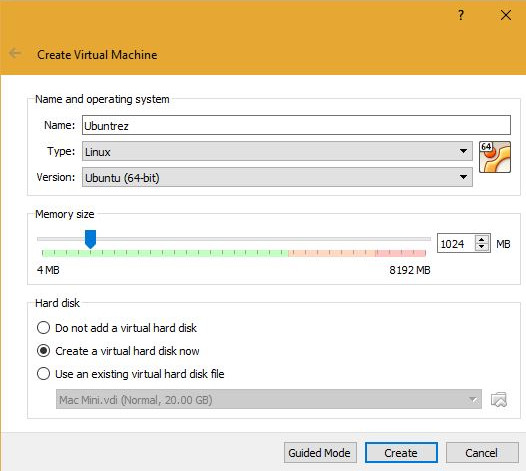 ?
Create Virtual Machine
Name and operating system
Name: Ubuntrez
Type: Linux 64
Version: Ubuntu (64-bit)
Memory size
1024 MB
4 MB 8192 MB
Hard disk
Do not add a virtual hard disk
Create a virtual hard disk now
Use an existing virtual hard disk file
Mac Mini.vdi (Normal, 20.00 GB)
Guided Mode Create Cancel